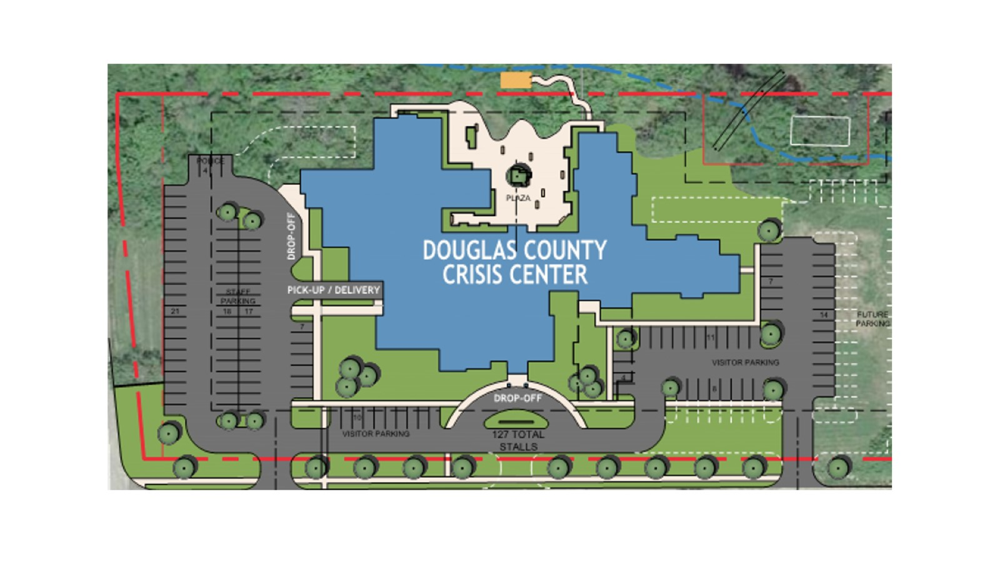 POLICE
4
PLAZA
DROP-OFF
DOUGLAS COUNTY
CRISIS CENTER
PICK-UP / DELIVERY
STAFF
PARKING
21
18
17
7
7
14
FUTURE
PARKING
11
VISITOR PARKING
4
8
DROP-OFF
10
VISITOR PARKING
127 TOTAL
STALLS